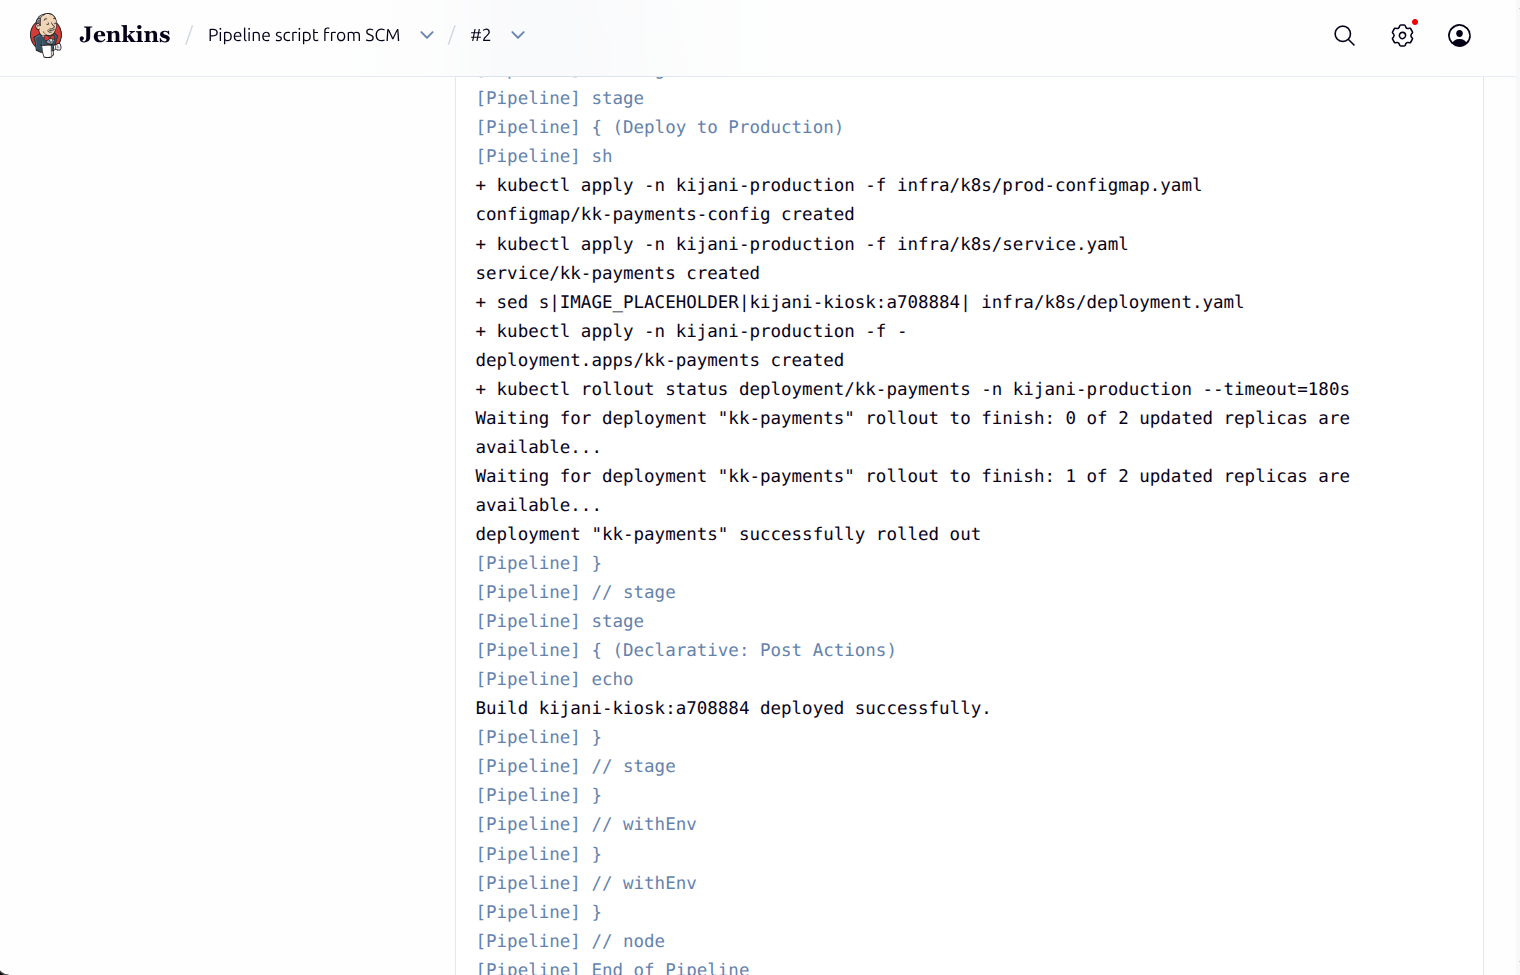 Jenkins / Pipeline script from SCM / #2
[Pipeline] stage
[Pipeline] { (Deploy to Production)
[Pipeline] sh
+ kubectl apply -n kijani-production -f infra/k8s/prod-configmap.yaml
configmap/kk-payments-config created
+ kubectl apply -n kijani-production -f infra/k8s/service.yaml
service/kk-payments created
+ sed s|IMAGE_PLACEHOLDER|kijani-kiosk:a708884| infra/k8s/deployment.yaml
+ kubectl apply -n kijani-production -f -
deployment.apps/kk-payments created
+ kubectl rollout status deployment/kk-payments -n kijani-production --timeout=180s
Waiting for deployment "kk-payments" rollout to finish: 0 of 2 updated replicas are
available...
Waiting for deployment "kk-payments" rollout to finish: 1 of 2 updated replicas are
available...
deployment "kk-payments" successfully rolled out
[Pipeline] }
[Pipeline] // stage
[Pipeline] stage
[Pipeline] { (Declarative: Post Actions)
[Pipeline] echo
Build kijani-kiosk:a708884 deployed successfully.
[Pipeline] }
[Pipeline] // stage
[Pipeline] }
[Pipeline] // withEnv
[Pipeline] }
[Pipeline] // withEnv
[Pipeline] }
[Pipeline] // node
[Pipeline] End of Pipeline